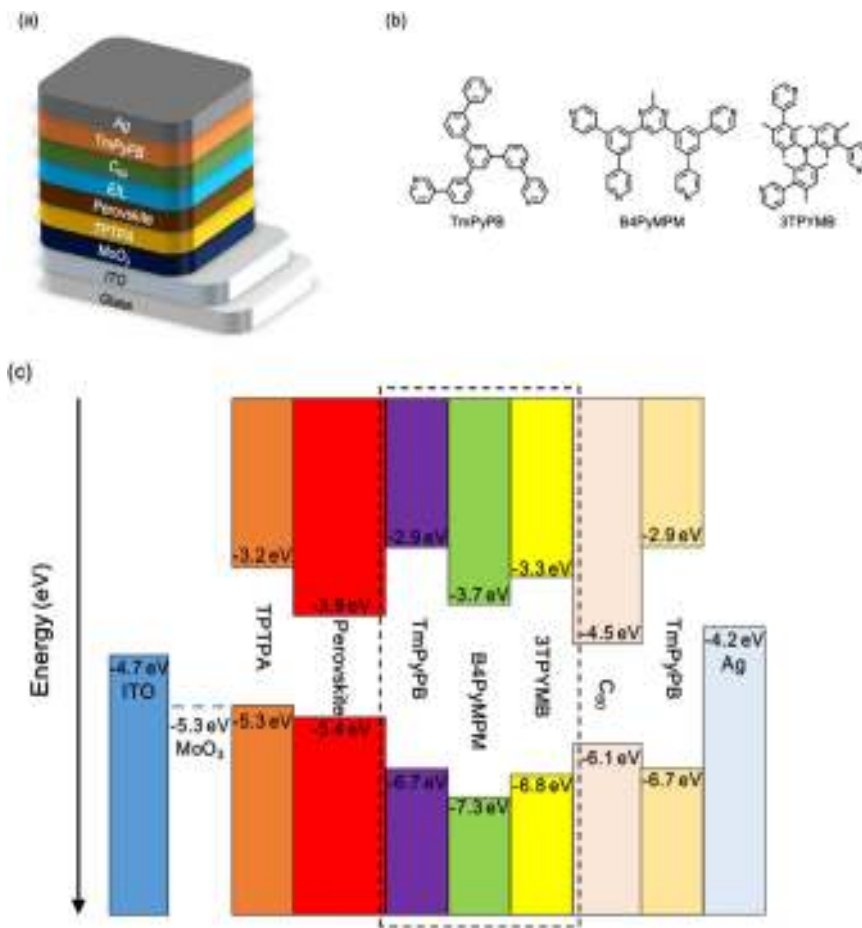 (a)
Ag
TmPyPB
C₆₀
EIL
Perovskite
TPTPA
MoO₃
ITO
Glass
(b)
TmPyPB
B4PyMPM
3TPYMB
(c)
Energy (eV)
-4.7 eV
ITO
-5.3 eV
MoO₃
-3.2 eV
TPTPA
-5.3 eV
-3.9 eV
Perovskite
-5.4 eV
-2.9 eV
TmPyPB
-6.7 eV
-3.7 eV
B4PyMPM
-7.3 eV
-3.3 eV
3TPYMB
-6.8 eV
-4.5 eV
C₆₀
-6.1 eV
-2.9 eV
TmPyPB
-6.7 eV
-4.2 eV
Ag